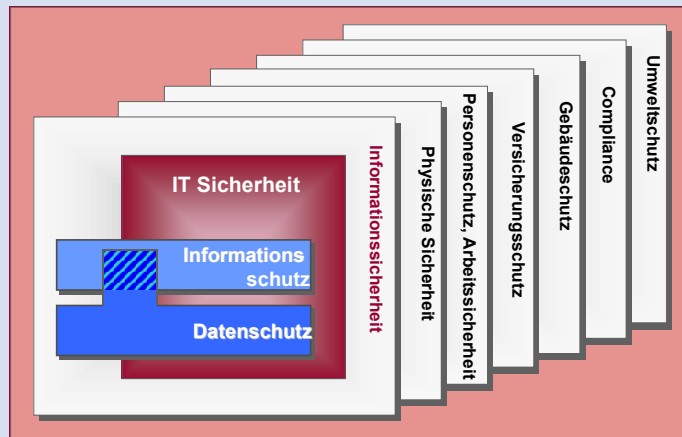 IT Sicherheit
Informations
schutz
Datenschutz
Informationssicherheit
Physische Sicherheit
Personenschutz, Arbeitssicherheit
Versicherungsschutz
Gebäudeschutz
Compliance
Umweltschutz